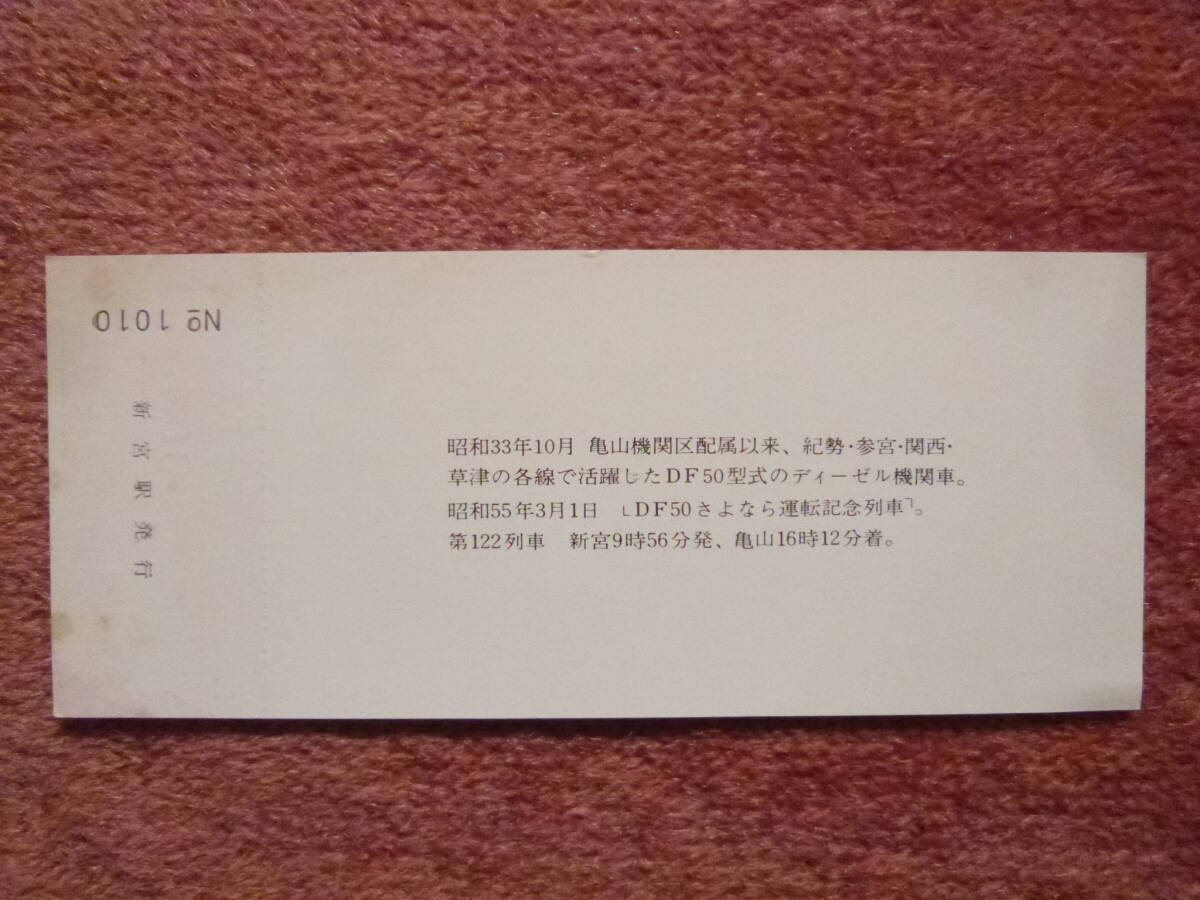 № 1010
新宮駅発行
昭和33年10月 亀山機関区配属以来、紀勢・参宮・関西・
草津の各線で活躍したDF50型式のディーゼル機関車。
昭和55年3月1日 「DF50さよなら運転記念列車」。
第122列車 新宮9時56分発、亀山16時12分着。